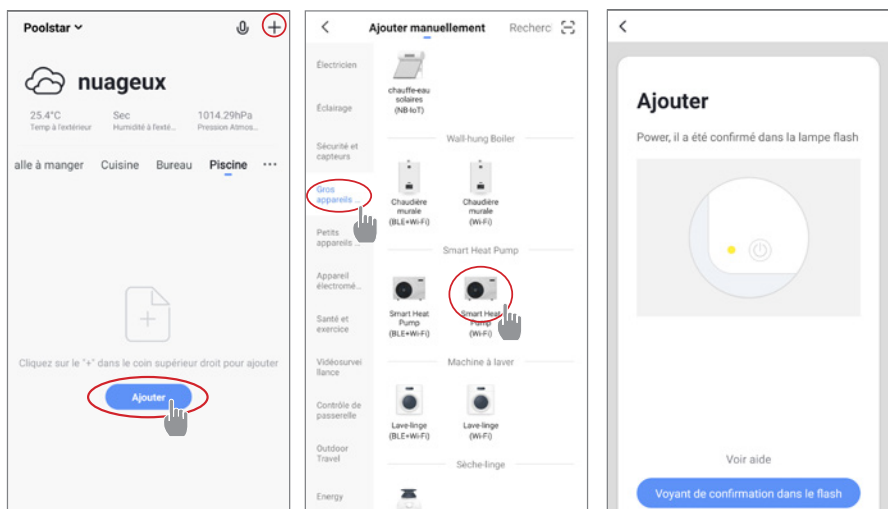 Poolstar
nuageux
25.4°C
Temp à l'extérieur
Sec
Humidité à l'exté...
1014.29hPa
Pression Atmos...
alle à manger Cuisine Bureau Piscine ...
Cliquez sur le "+" dans le coin supérieur droit pour ajouter
Ajouter
Ajouter manuellement Recherc
Électricien
Éclairage
Sécurité et
capteurs
Gros
appareils ...
Petits
appareils ...
Appareil
électromé...
Santé et
exercice
Vidéosurvei
llance
Contrôle de
passerelle
Outdoor
Travel
Energy
chauffe-eau
solaires
(NB-IoT)
Wall-hung Boiler
Chaudière
murale
(BLE+Wi-Fi)
Chaudière
murale
(Wi-Fi)
Smart Heat Pump
Smart Heat
Pump
(BLE+Wi-Fi)
Smart Heat
Pump
(Wi-Fi)
Machine à laver
Lave-linge
(BLE+Wi-Fi)
Lave-linge
(Wi-Fi)
Sèche-linge
Ajouter
Power, il a été confirmé dans la lampe flash
Voir aide
Voyant de confirmation dans le flash